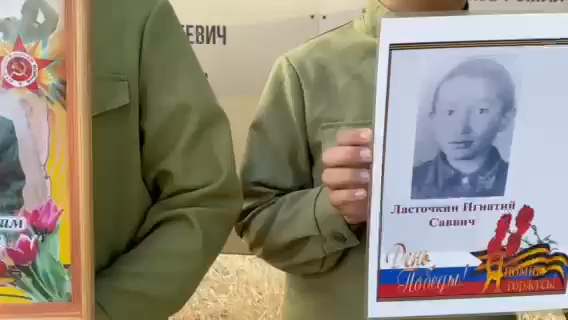 ЕВИЧ
Ласточкин Игнатий
Саввич
День
Победы!
Я ПОМНЮ
ГОРЖУСЬ!